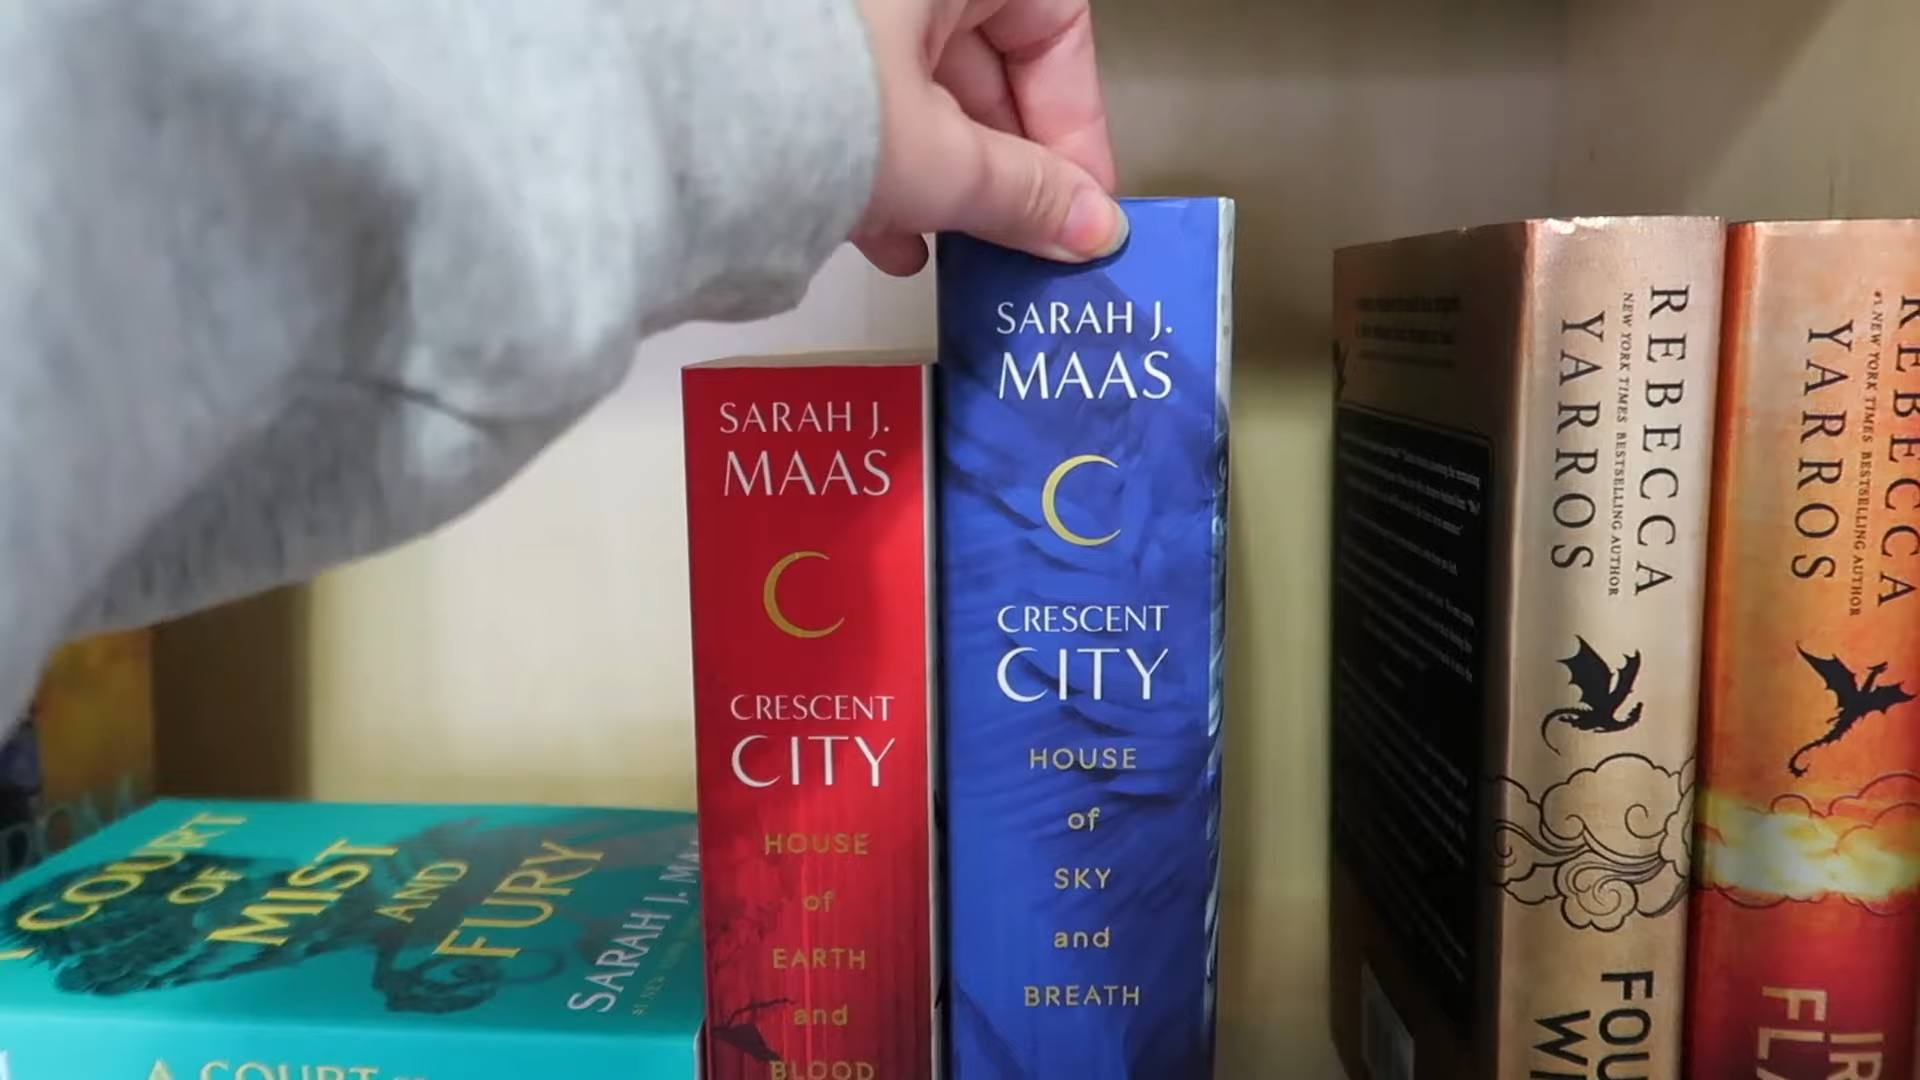 A COURT
OF
MIST
AND
FURY
SARAH J.
A COURT
SARAH J.
MAAS
CRESCENT
CITY
HOUSE
of
EARTH
and
BLOOD
SARAH J.
MAAS
CRESCENT
CITY
HOUSE
of
SKY
and
BREATH
REBECCA
NEW YORK TIMES BESTSELLING AUTHOR
YARROS
REBECCA
#1 NEW YORK TIMES BESTSELLING AUTHOR
YARROS